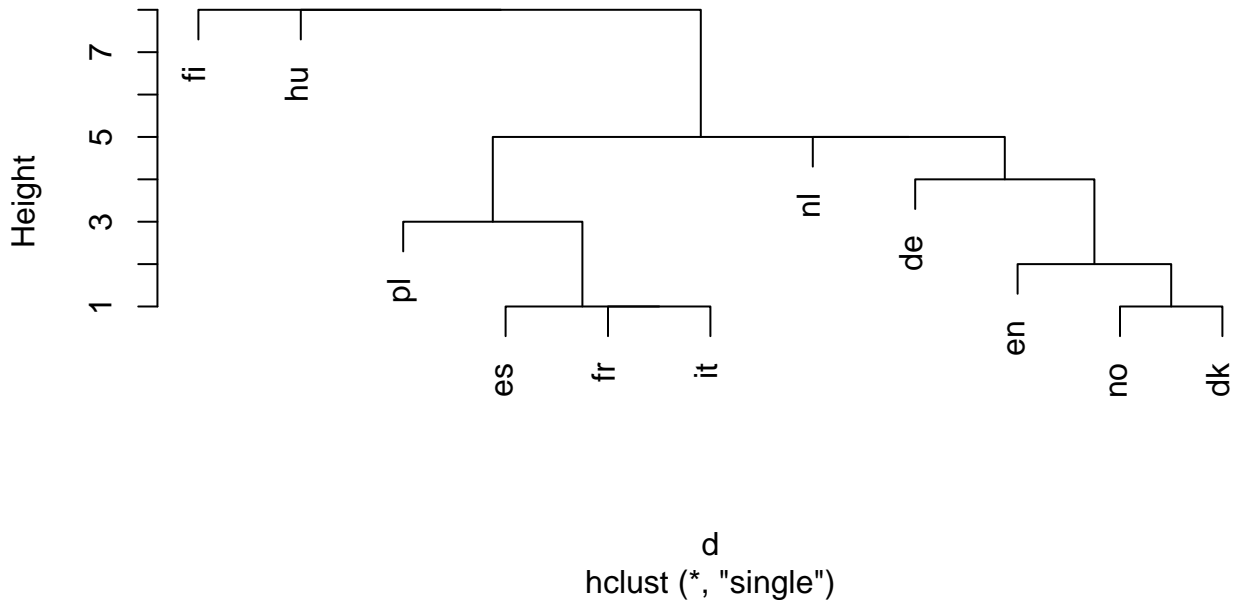 Height
7
5
3
1
fi
hu
pl
es
fr
it
nl
de
en
no
dk
d
hclust (*, "single")